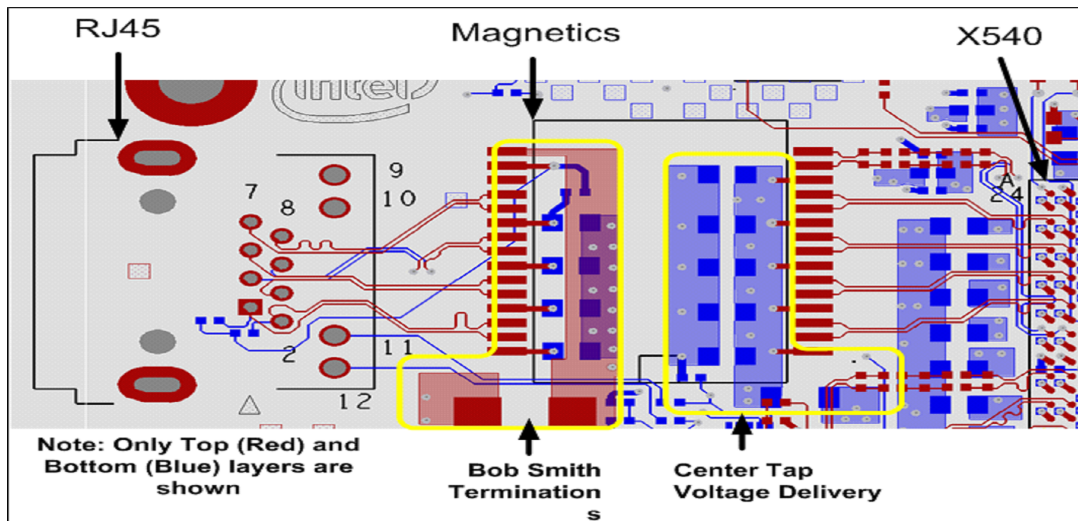 RJ45
Magnetics
X540
intel
9
7
10
8
A
24
2
11
12
Note: Only Top (Red) and
Bottom (Blue) layers are
shown
Bob Smith
Termination
s
Center Tap
Voltage Delivery